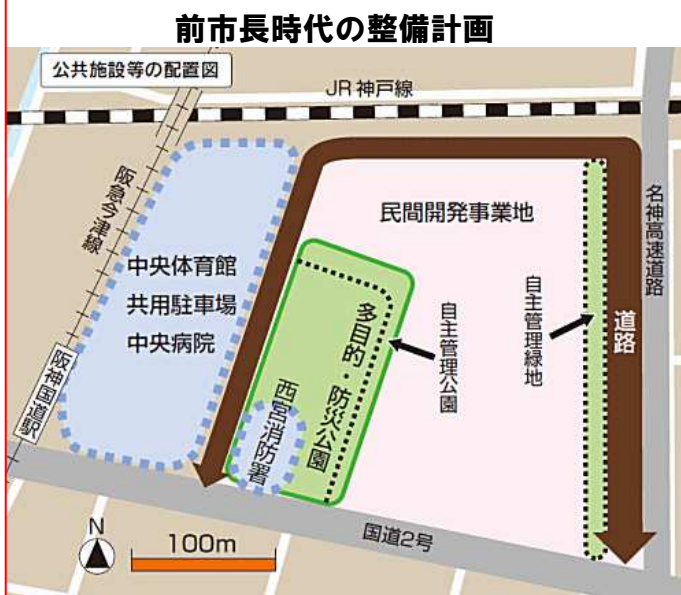 前市長時代の整備計画
公共施設等の配置図
JR神戸線
阪急今津線
名神高速道路
民間開発事業地
中央体育館
共用駐車場
中央病院
多目的・防災公園
自主管理公園
自主管理緑地
道路
阪神国道駅
西宮消防署
国道2号
N
100m